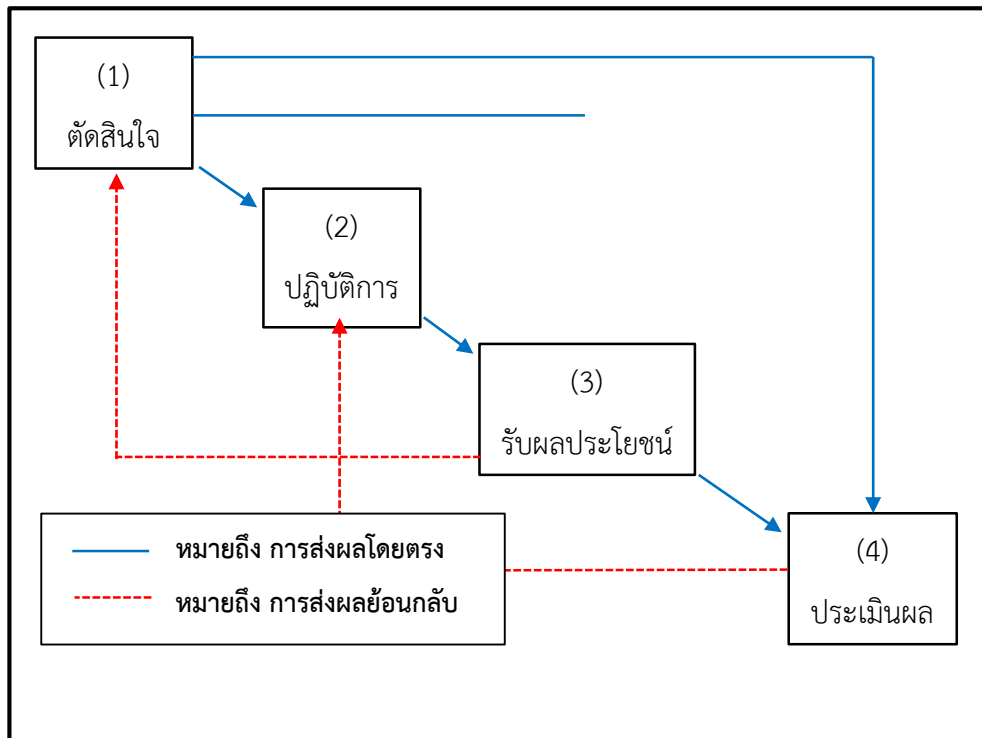 (1)
ตัดสินใจ
(2)
ปฏิบัติการ
(3)
รับผลประโยชน์
(4)
ประเมินผล
หมายถึง การส่งผลโดยตรง
หมายถึง การส่งผลย้อนกลับ